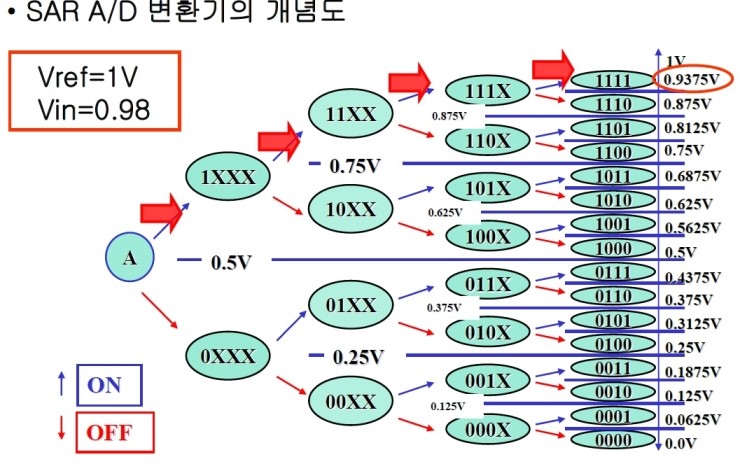 • SAR A/D 변환기의 개념도
Vref=1V
Vin=0.98
A
1XXX
0XXX
11XX
10XX
01XX
00XX
0.5V
0.75V
0.25V
111X
110X
101X
100X
011X
010X
001X
000X
0.875V
0.625V
0.375V
0.125V
1111
1110
1101
1100
1011
1010
1001
1000
0111
0110
0101
0100
0011
0010
0001
0000
1V
0.9375V
0.875V
0.8125V
0.75V
0.6875V
0.625V
0.5625V
0.5V
0.4375V
0.375V
0.3125V
0.25V
0.1875V
0.125V
0.0625V
0.0V
ON
OFF